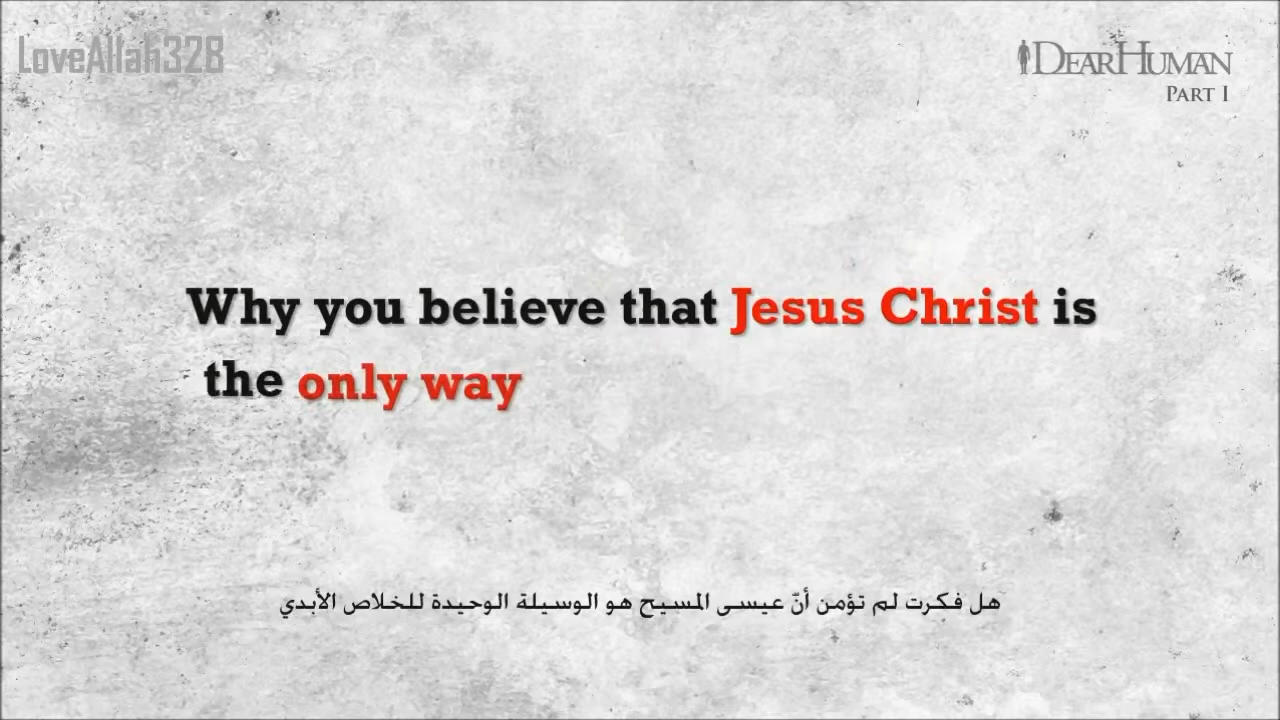 LoveAllah328
DEARHUMAN
PART I
Why you believe that Jesus Christ is
the only way
هل فكرت لم تؤمن أنّ عيسى المسيح هو الوسيلة الوحيدة للخلاص الأبدي